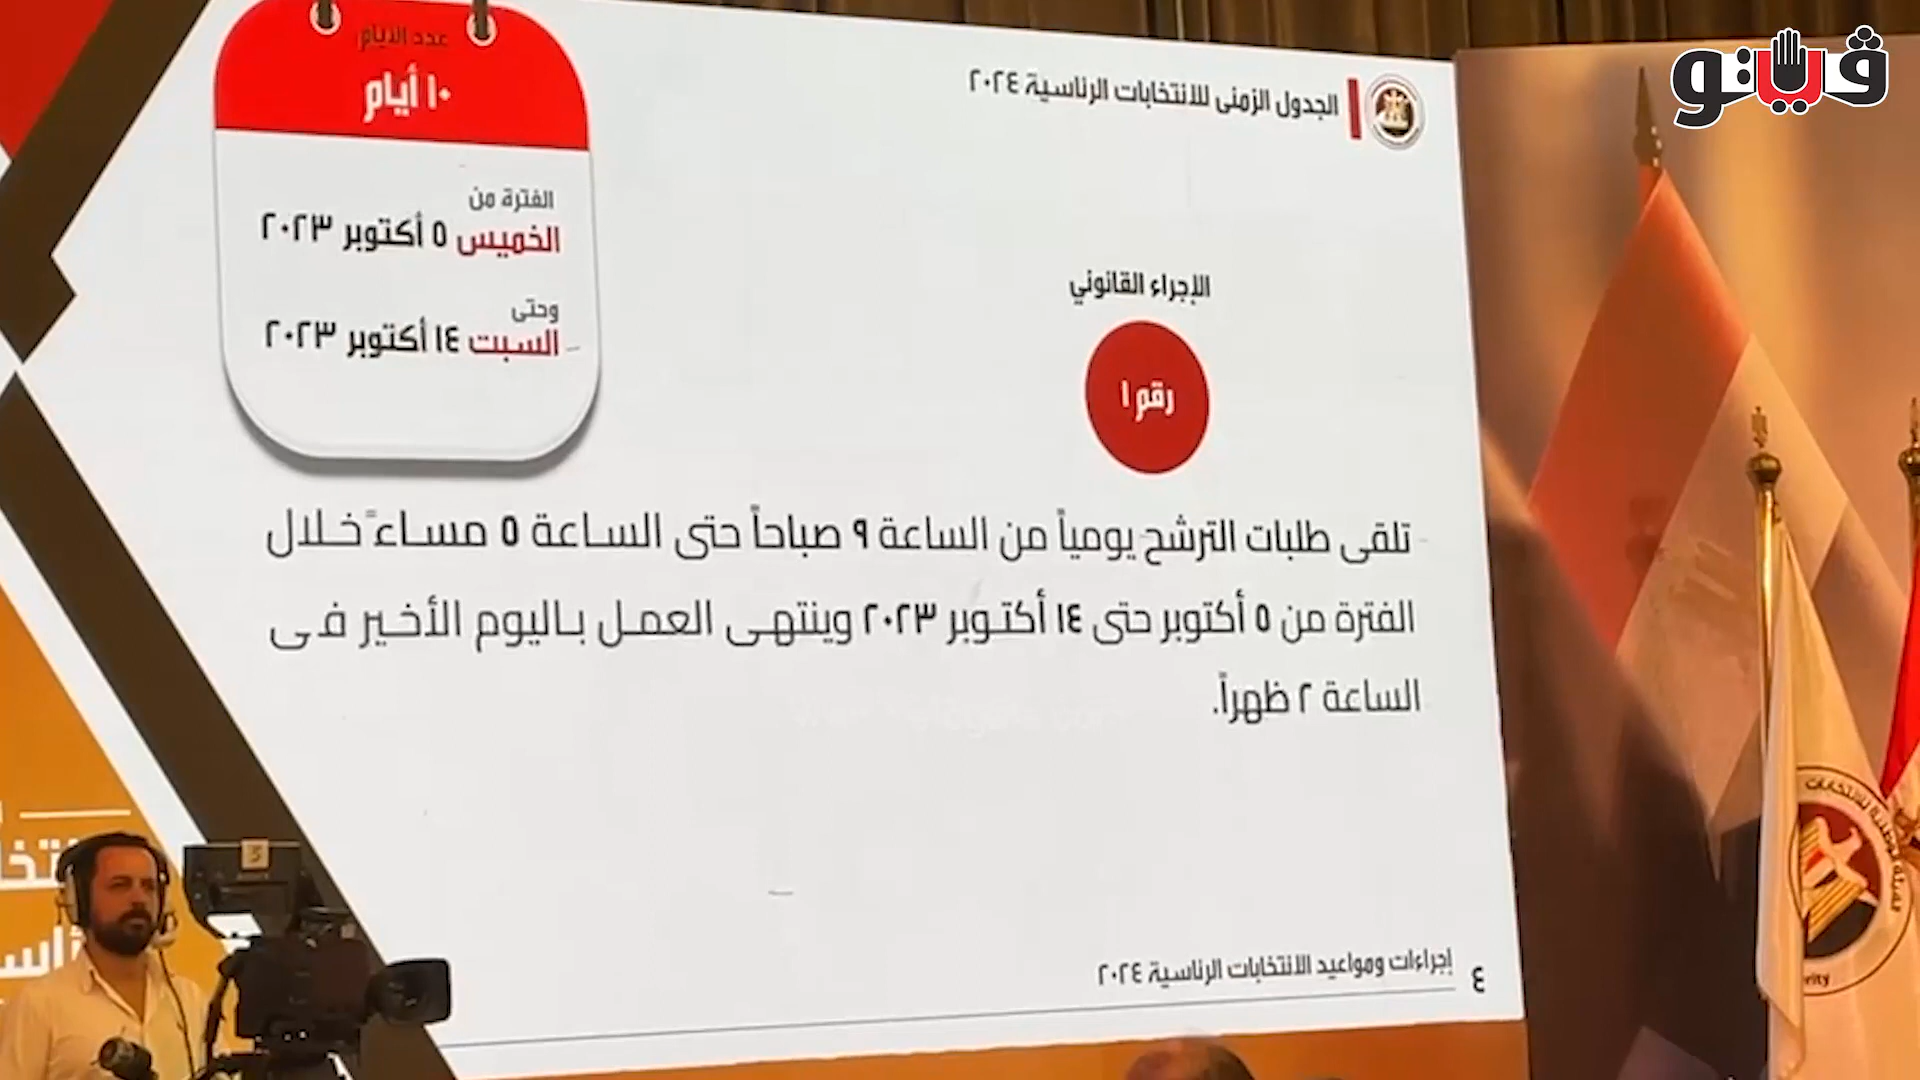 ڤيتو
الجدول الزمنى للانتخابات الرئاسية ٢٠٢٤
عدد الايام
١٠ أيام
الفترة من
الخميس ٥ أكتوبر ٢٠٢٣
وحتى
السبت ١٤ أكتوبر ٢٠٢٣
الإجراء القانوني
رقم ١
تلقى طلبات الترشح يومياً من الساعة ٩ صباحاً حتى الساعة ٥ مساءً خلال
الفترة من ٥ أكتوبر حتى ١٤ أكتوبر ٢٠٢٣ وينتهى العمل باليوم الأخير فى
الساعة ٢ ظهراً.
إجراءات ومواعيد الانتخابات الرئاسية ٢٠٢٤
٤
3